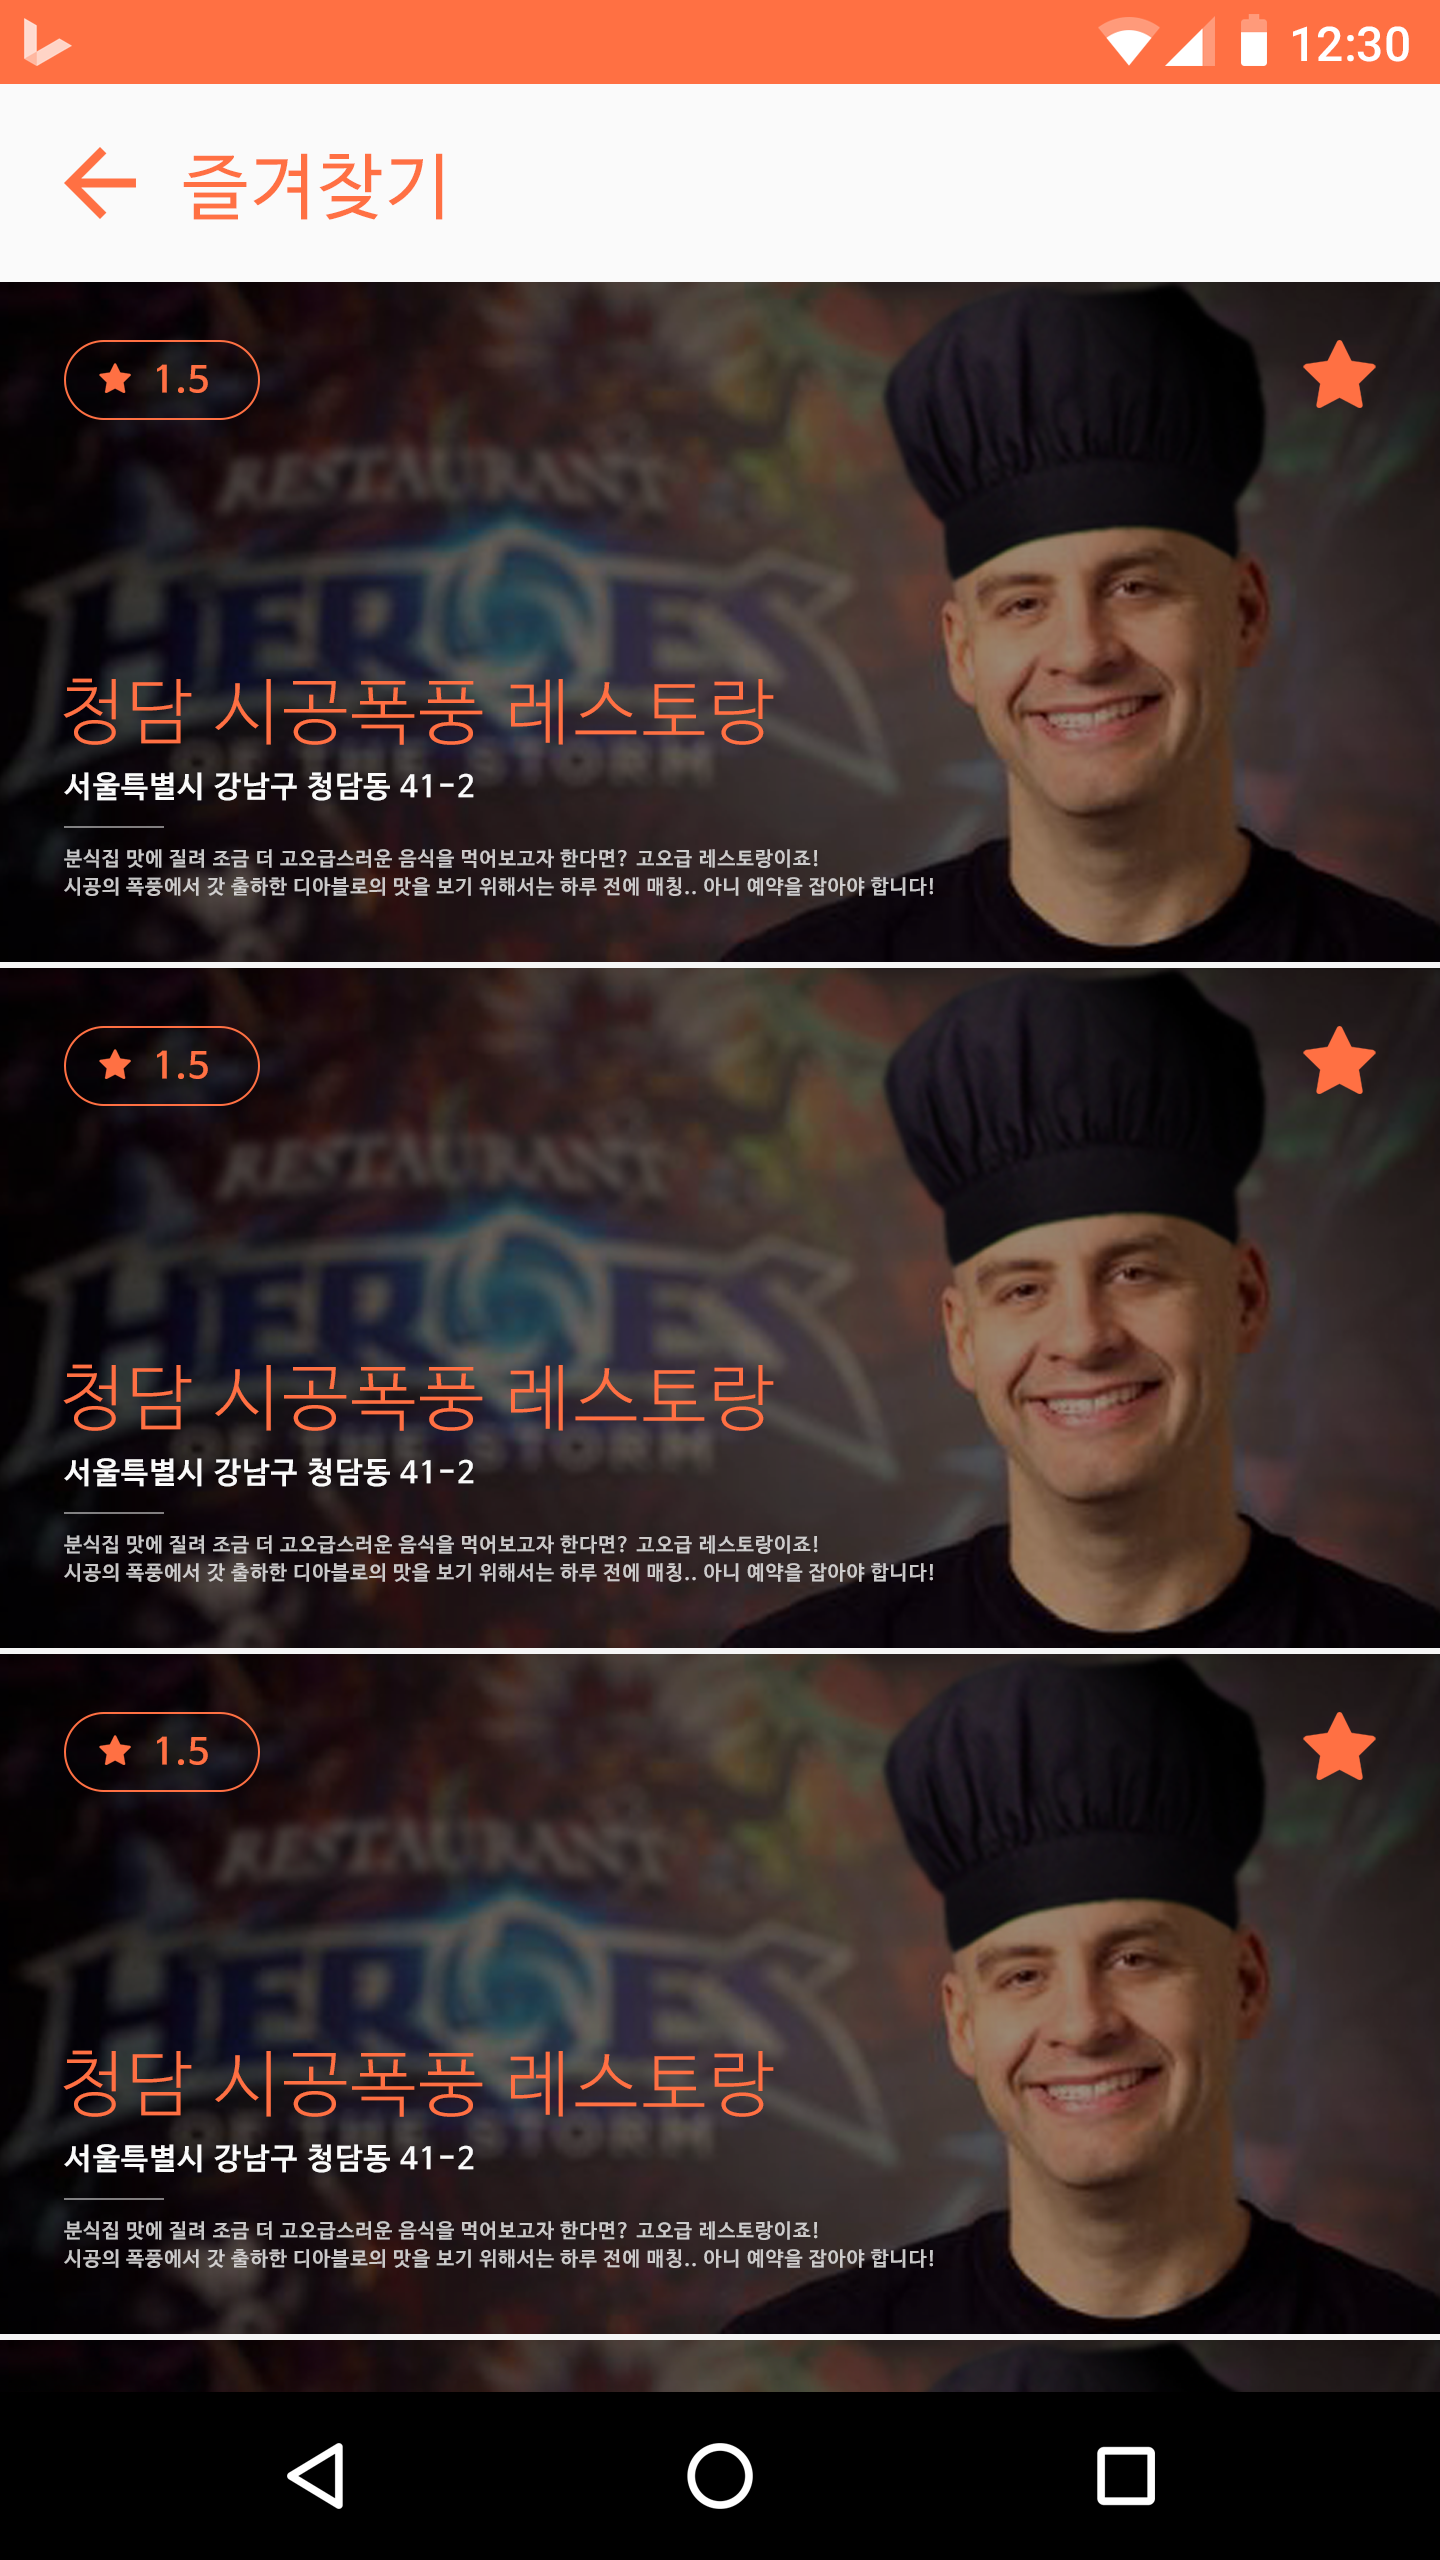 12:30
즐겨찾기
1.5
RESTAURANT
HEROES
청담 시공폭풍 레스토랑
OF THE STORM
서울특별시 강남구 청담동 41-2
분식집 맛에 질려 조금 더 고오급스러운 음식을 먹어보고자 한다면? 고오급 레스토랑이죠!
시공의 폭풍에서 갓 출하한 디아블로의 맛을 보기 위해서는 하루 전에 매칭.. 아니 예약을 잡아야 합니다!
1.5
RESTAURANT
HEROES
청담 시공폭풍 레스토랑
OF THE STORM
서울특별시 강남구 청담동 41-2
분식집 맛에 질려 조금 더 고오급스러운 음식을 먹어보고자 한다면? 고오급 레스토랑이죠!
시공의 폭풍에서 갓 출하한 디아블로의 맛을 보기 위해서는 하루 전에 매칭.. 아니 예약을 잡아야 합니다!
1.5
RESTAURANT
HEROES
청담 시공폭풍 레스토랑
OF THE STORM
서울특별시 강남구 청담동 41-2
분식집 맛에 질려 조금 더 고오급스러운 음식을 먹어보고자 한다면? 고오급 레스토랑이죠!
시공의 폭풍에서 갓 출하한 디아블로의 맛을 보기 위해서는 하루 전에 매칭.. 아니 예약을 잡아야 합니다!